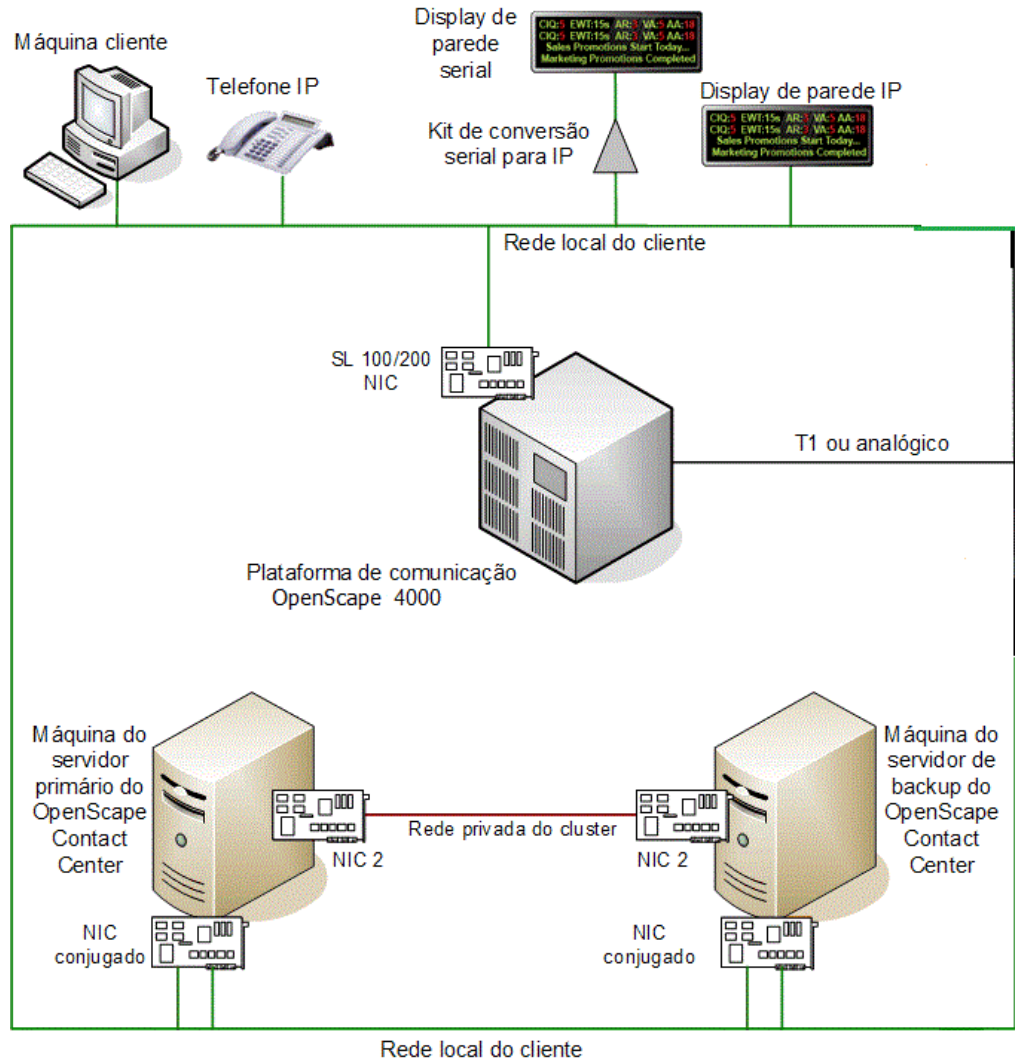 Display de
parede
serial
CIQ:5 EWT:15s AR:3 VA:5 AA:18
CIQ:5 EWT:15s AR:3 VA:5 AA:18
Sales Promotions Start Today...
Marketing Promotions Completed
Máquina cliente
Telefone IP
Display de parede IP
CIQ:5 EWT:15s AR:3 VA:5 AA:18
CIQ:5 EWT:15s AR:3 VA:5 AA:18
Sales Promotions Start Today...
Marketing Promotions Completed
Kit de conversão
serial para IP
Rede local do cliente
SL 100/200
NIC
T1 ou analógico
Plataforma de comunicação
OpenScape 4000
Máquina do
servidor
primário do
OpenScape
Contact
Center
NIC 2
Rede privada do cluster
NIC 2
Máquina do
servidor de
backup do
OpenScape
Contact
Center
NIC
conjugado
NIC
conjugado
Rede local do cliente